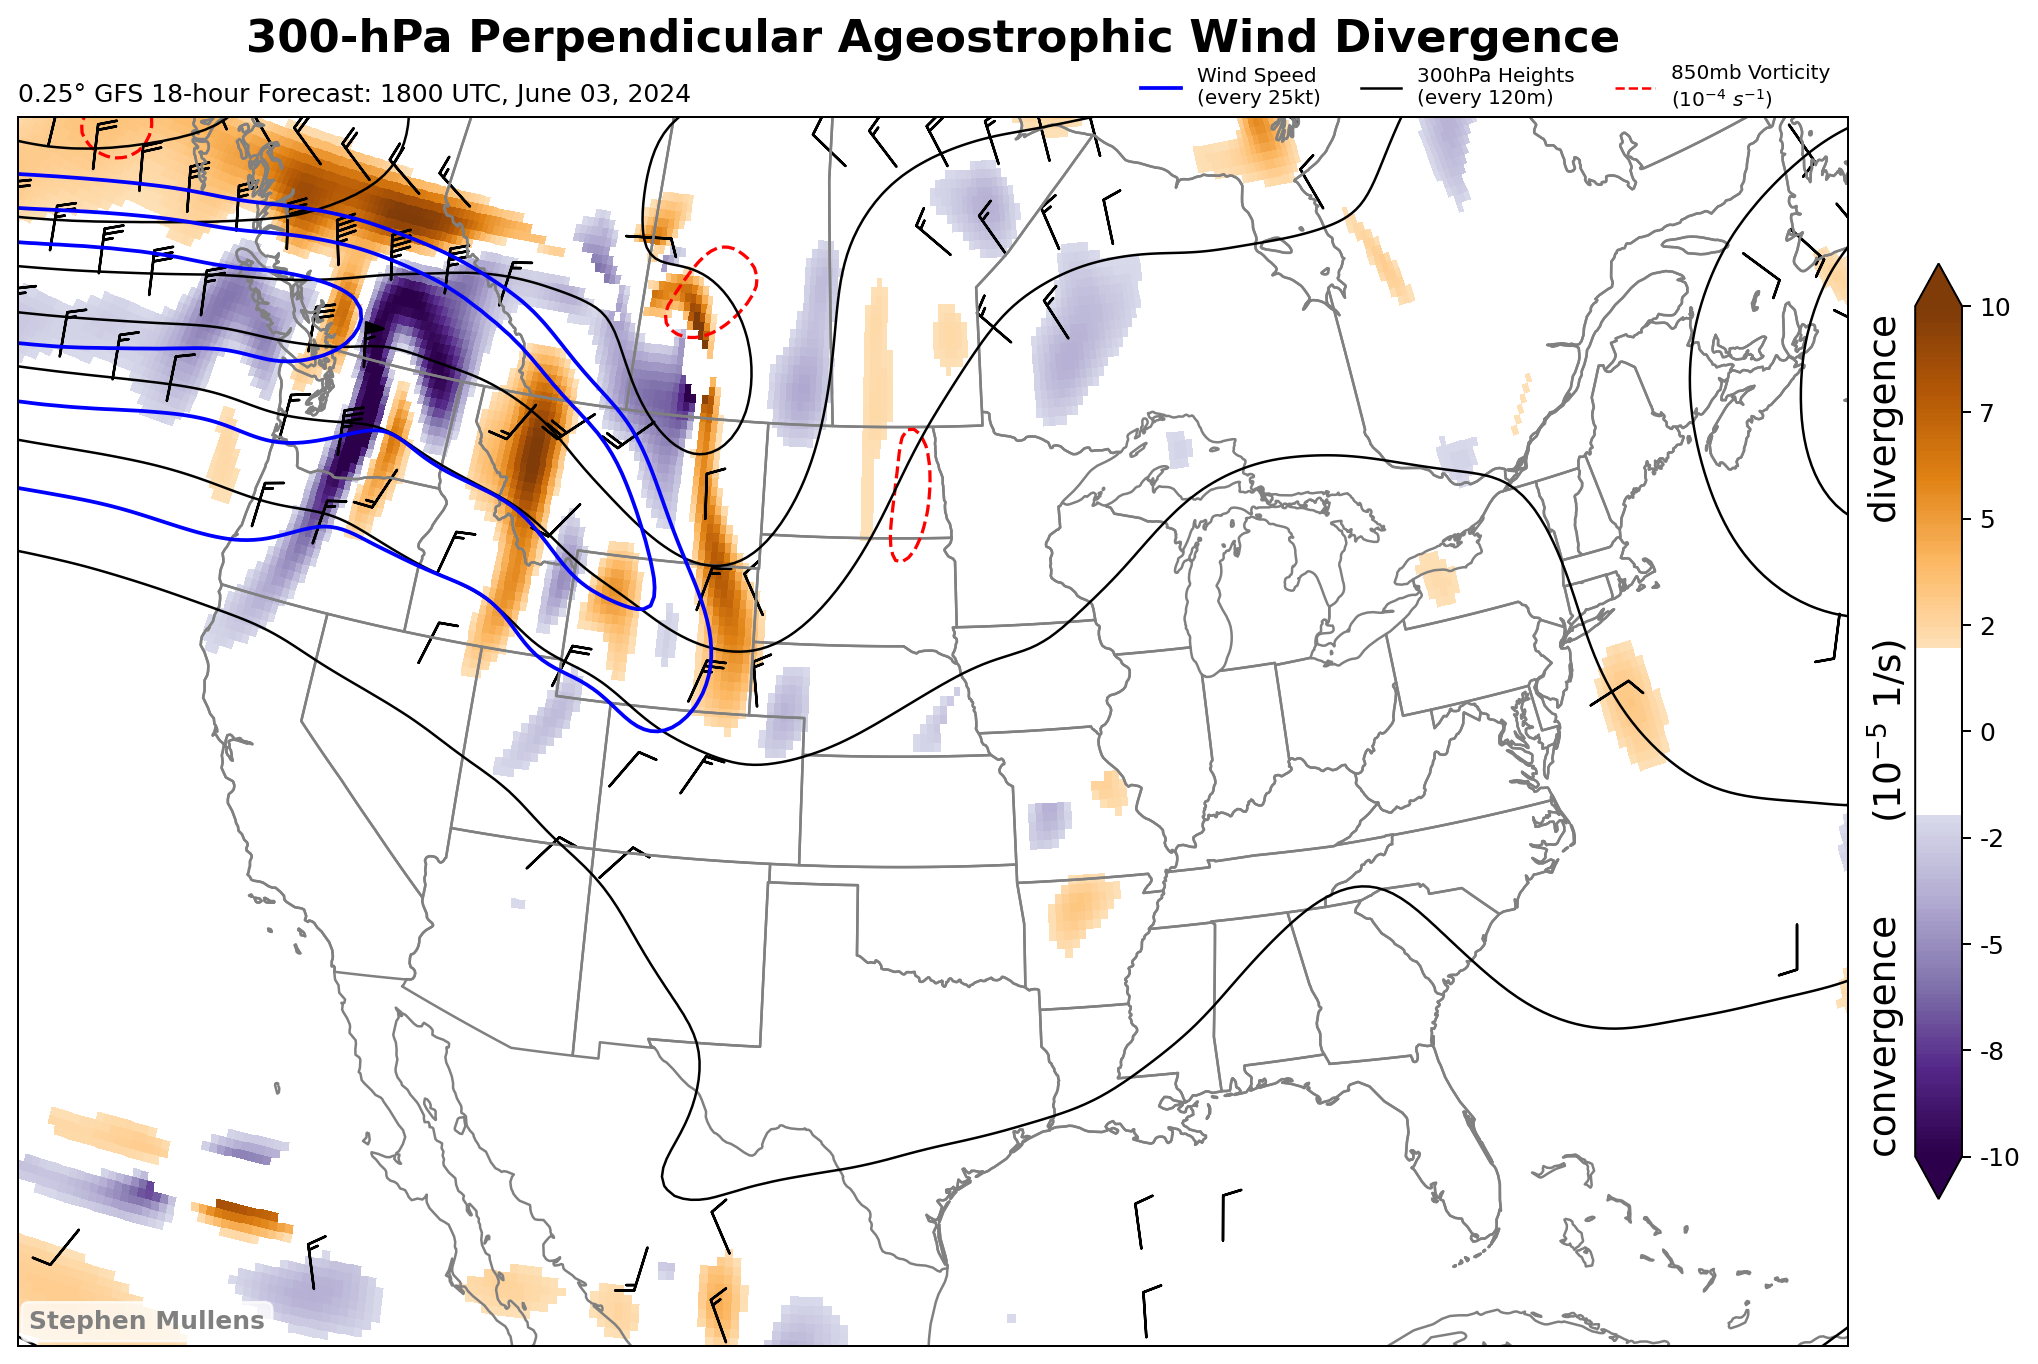 300-hPa Perpendicular Ageostrophic Wind Divergence
0.25° GFS 18-hour Forecast: 1800 UTC, June 03, 2024
Wind Speed
(every 25kt)
300hPa Heights
(every 120m)
850mb Vorticity
(10⁻⁴ s⁻¹)
10
7
5
2
0
-2
-5
-8
-10
convergence (10⁻⁵ 1/s) divergence
Stephen Mullens